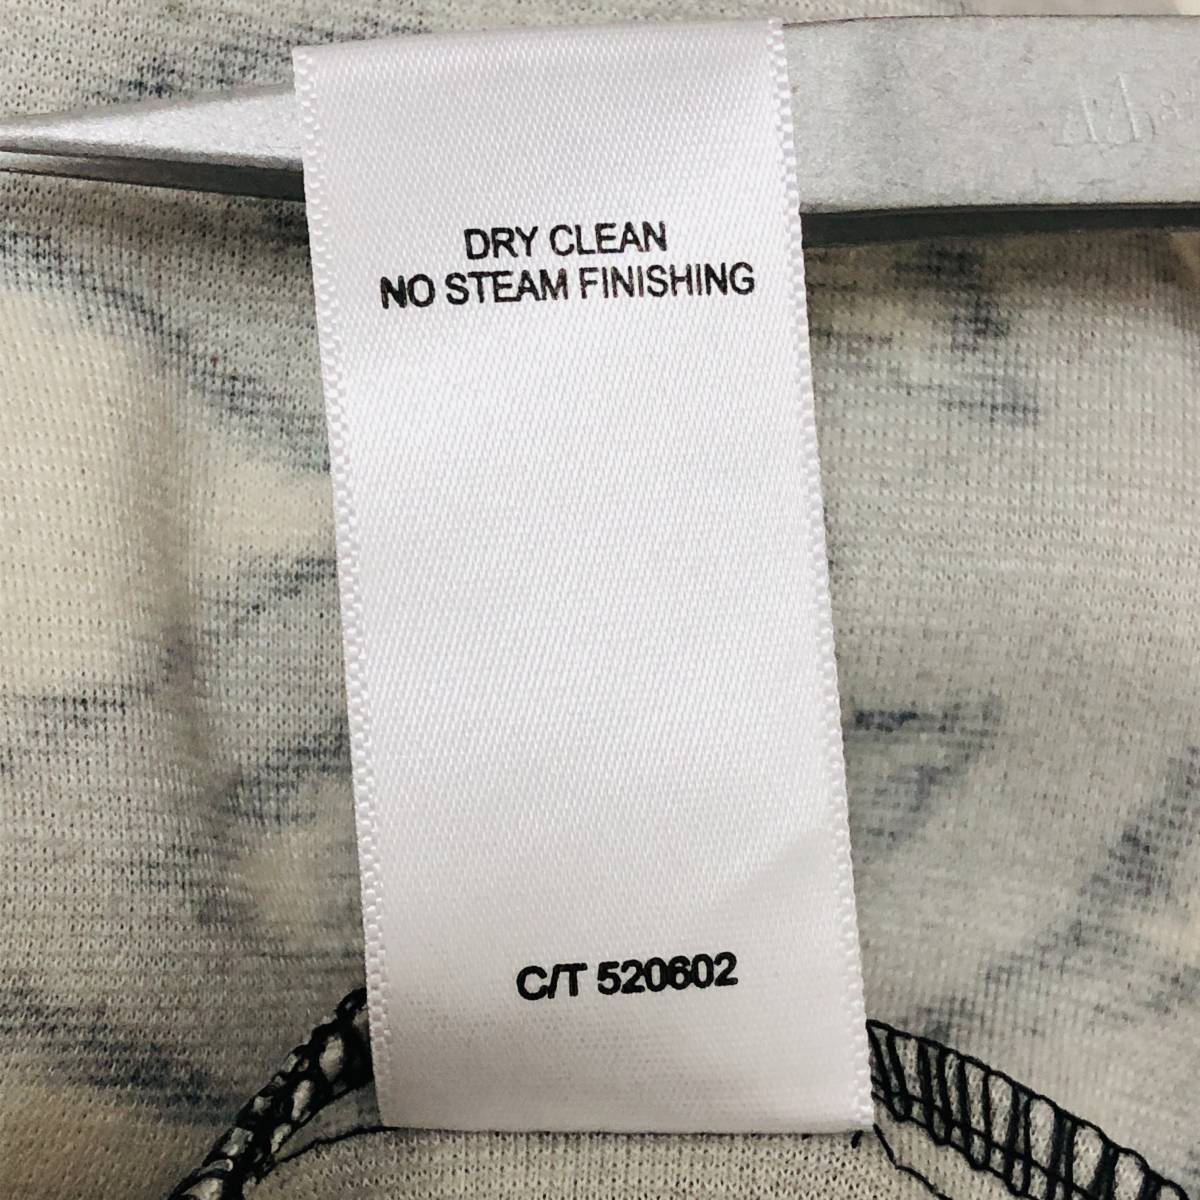 DRY CLEAN
NO STEAM FINISHING
C/T 520602